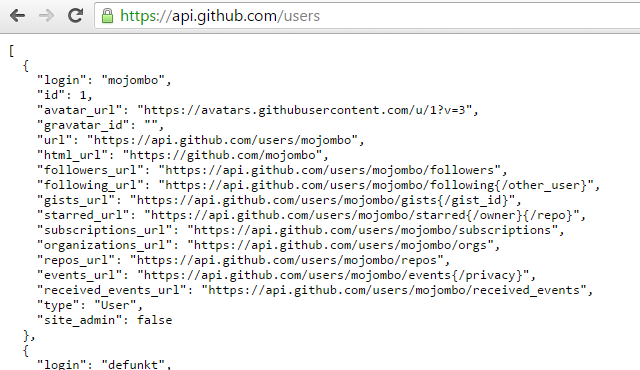 https://api.github.com/users
[
  {
    "login": "mojombo",
    "id": 1,
    "avatar_url": "https://avatars.githubusercontent.com/u/1?v=3",
    "gravatar_id": "",
    "url": "https://api.github.com/users/mojombo",
    "html_url": "https://github.com/mojombo",
    "followers_url": "https://api.github.com/users/mojombo/followers",
    "following_url": "https://api.github.com/users/mojombo/following{/other_user}",
    "gists_url": "https://api.github.com/users/mojombo/gists{/gist_id}",
    "starred_url": "https://api.github.com/users/mojombo/starred{/owner}{/repo}",
    "subscriptions_url": "https://api.github.com/users/mojombo/subscriptions",
    "organizations_url": "https://api.github.com/users/mojombo/orgs",
    "repos_url": "https://api.github.com/users/mojombo/repos",
    "events_url": "https://api.github.com/users/mojombo/events{/privacy}",
    "received_events_url": "https://api.github.com/users/mojombo/received_events",
    "type": "User",
    "site_admin": false
  },
  {
    "login": "defunkt",